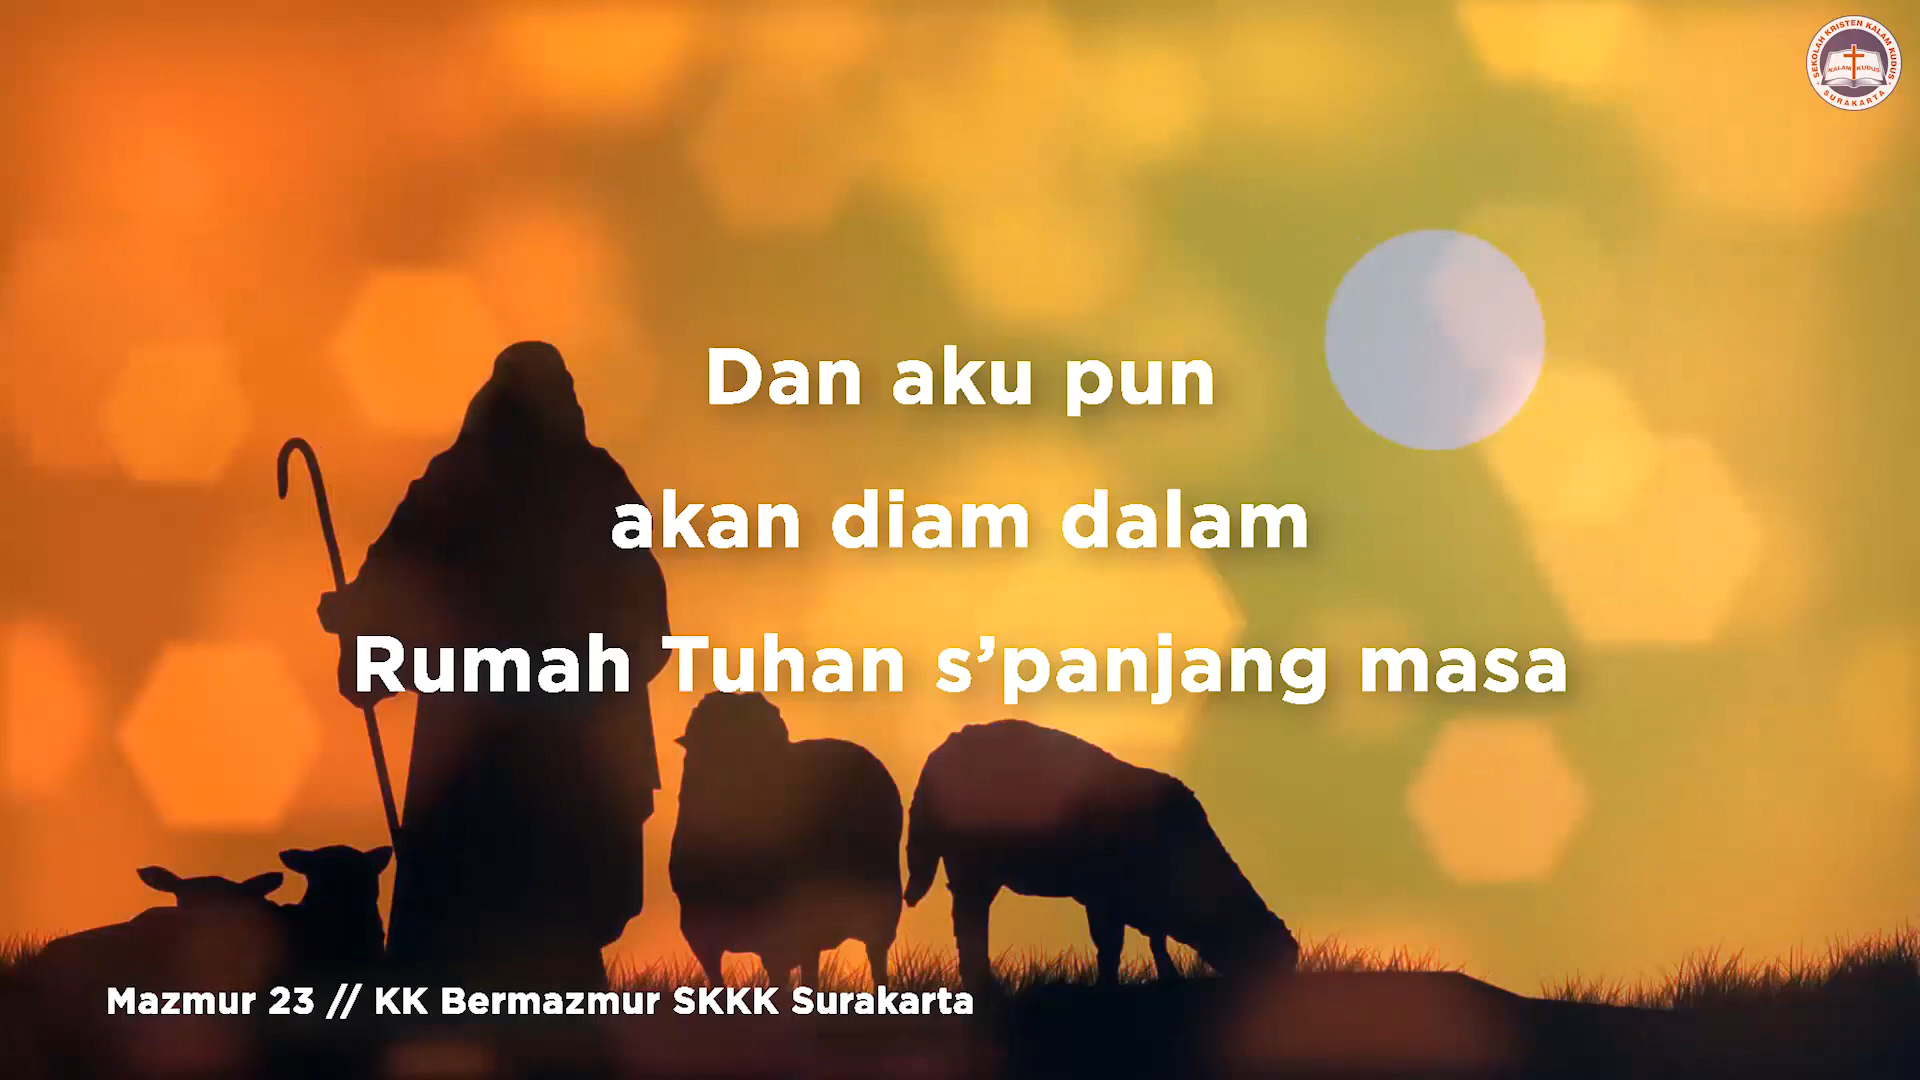 SEKOLAH KRISTEN KALAM KUDUS
KALAM KUDUS
SURAKARTA
Dan aku pun
akan diam dalam
Rumah Tuhan s’panjang masa
Mazmur 23 // KK Bermazmur SKKK Surakarta